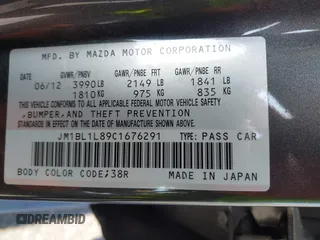 MFD. BY MAZDA MOTOR CORPORATION
GVWR/PNBV GAWR/PNBE FRT GAWR/PNBE RR
06/12 3990LB 2149 LB 1841 LB
1810KG 975 KG 835 KG
THIS VEHICLE CONFORMS TO ALL APPLICABLE
FEDERAL MOTOR VEHICLE SAFETY
,BUMPER,AND THEFT PREVENTION
STANDARDS IN EFFECT ON THE DATE OF MANUFACTURE SHOWN ABOVE.
JM1BL1L89C1676291 TYPE: PASS CAR
BODY COLOR CODE:38R MADE IN JAPAN
DREAMBID